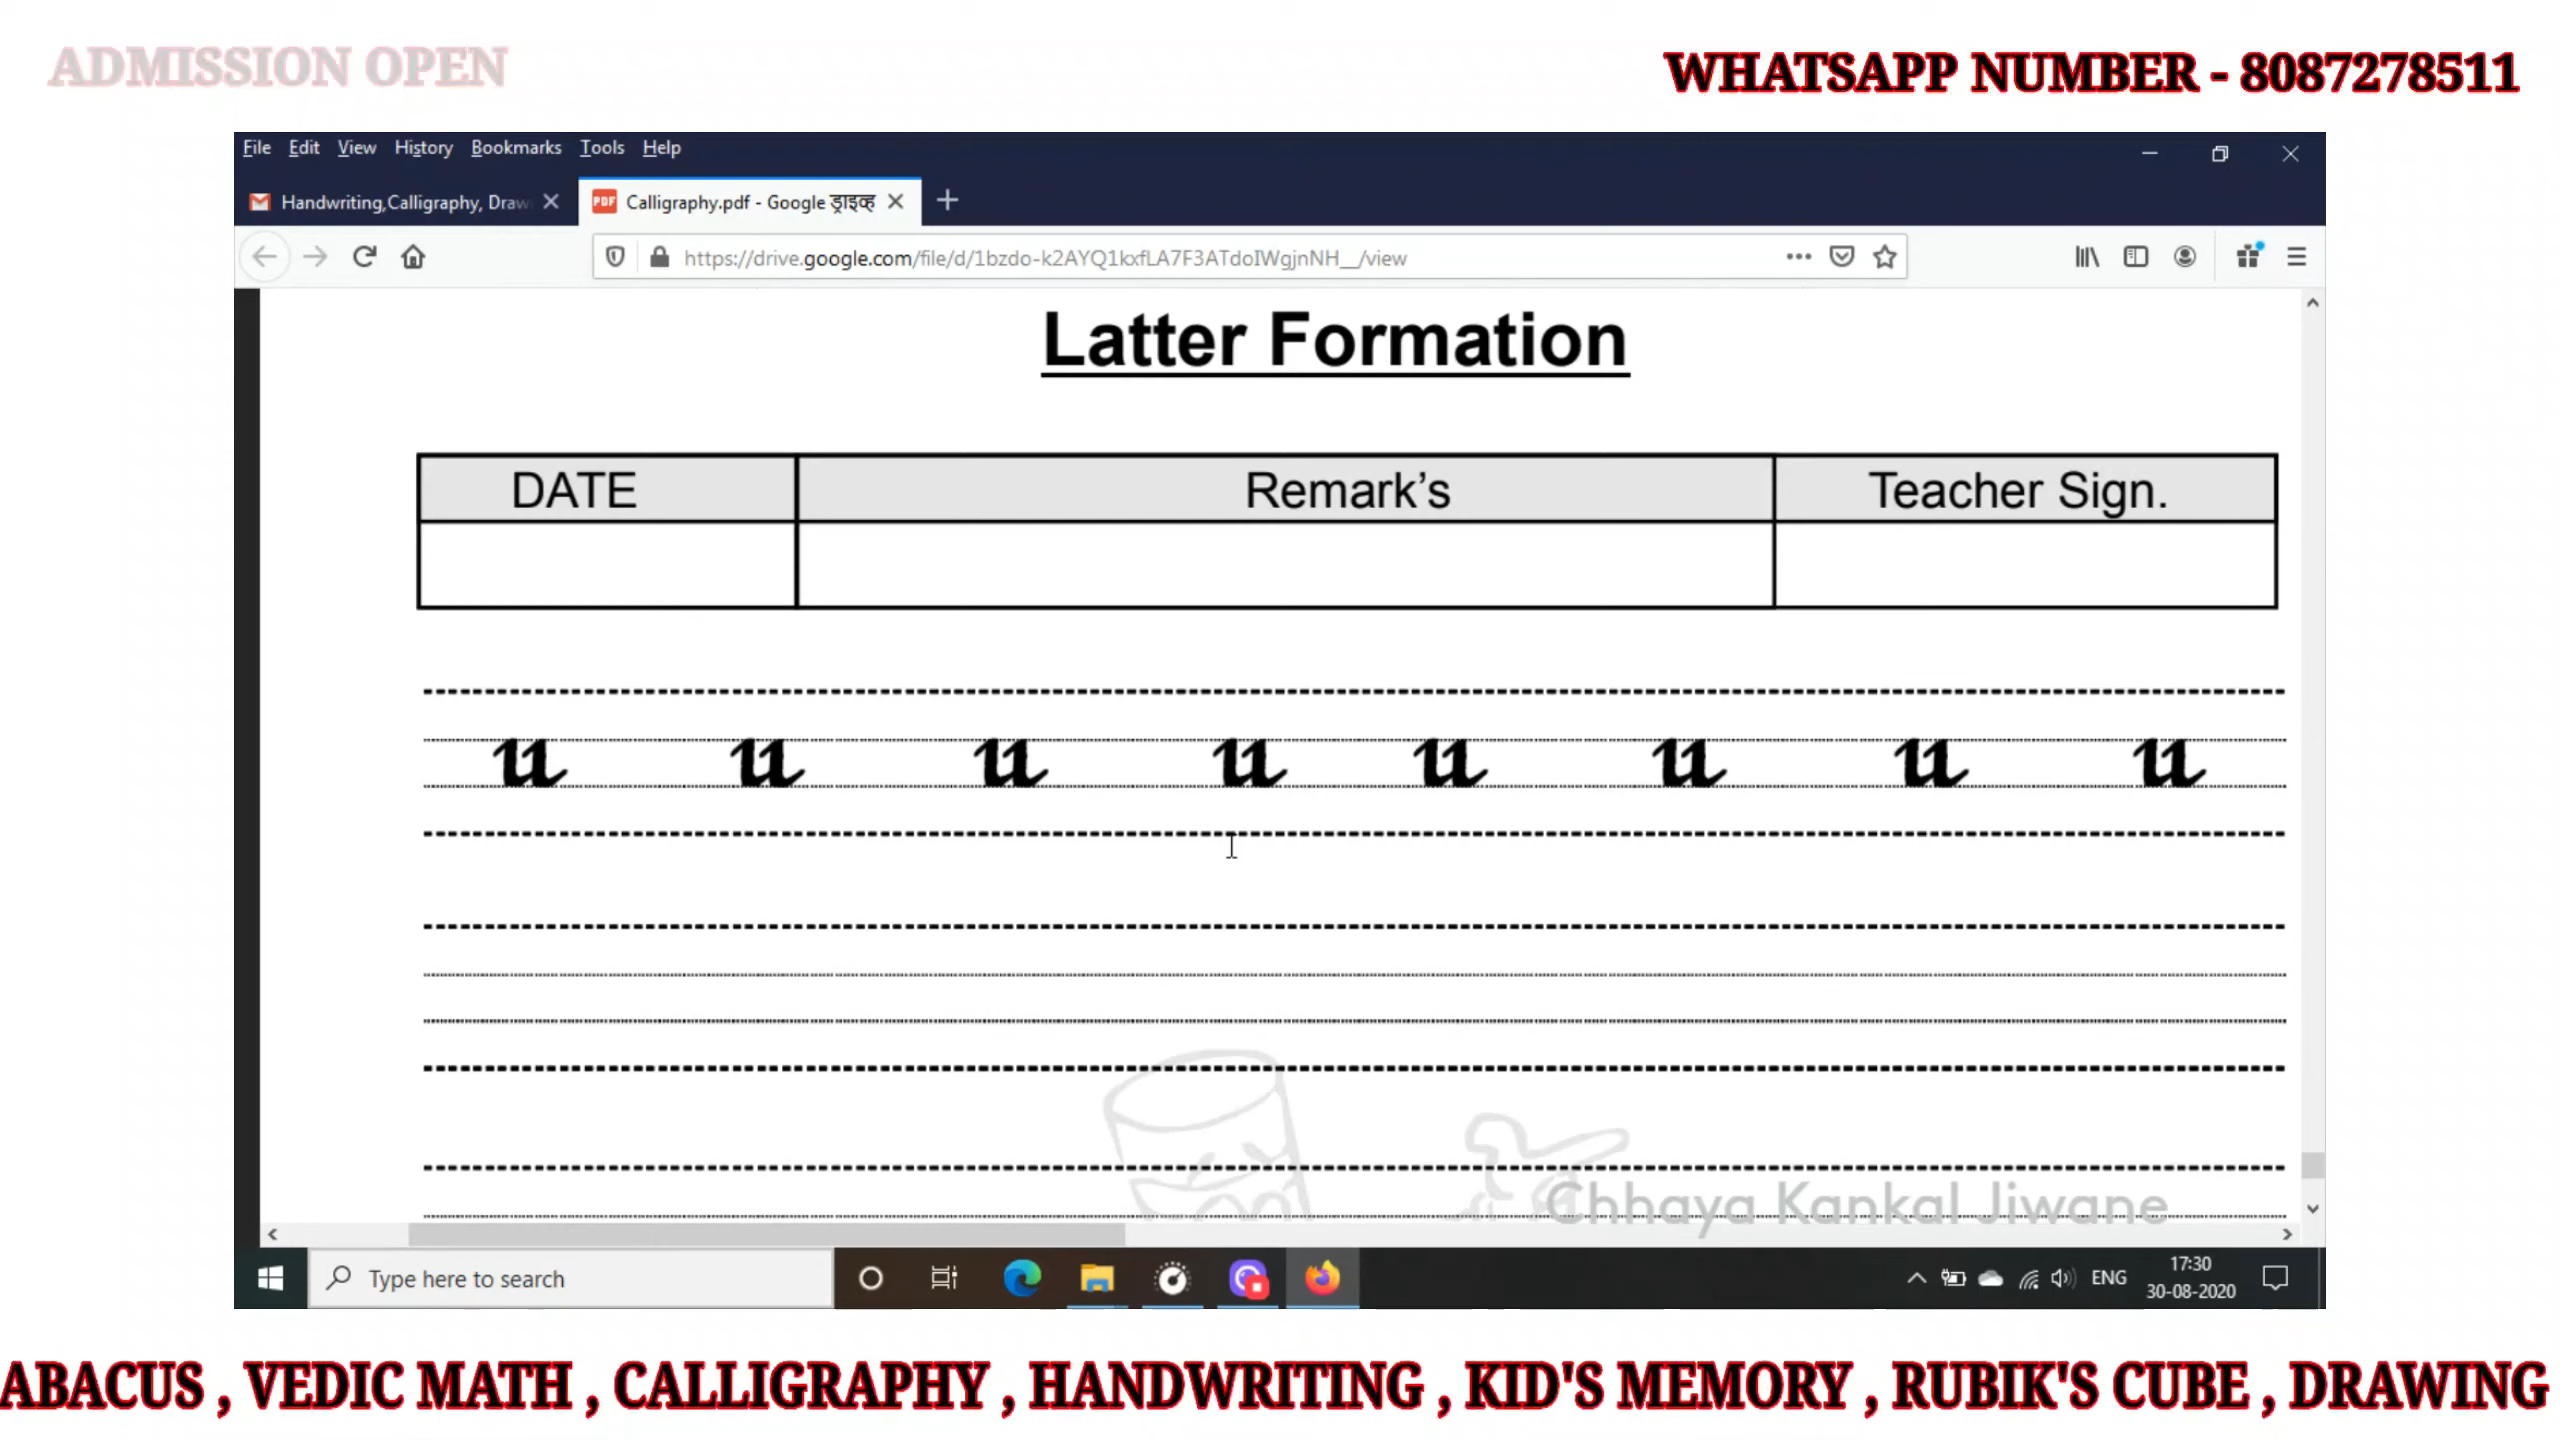 ADMISSION OPEN
WHATSAPP NUMBER - 8087278511
File Edit View History Bookmarks Tools Help
Handwriting,Calligraphy, Draw
Calligraphy.pdf - Google ड्राइव्ह
https://drive.google.com/file/d/1bzdo-k2AYQ1kxfLA7F3ATdoIWgjnNH__/view
Latter Formation
DATE Remark's Teacher Sign.
u u u u u u u u
Chhaya Kankal Jiwane
Type here to search
ENG
17:30
30-08-2020
ABACUS , VEDIC MATH , CALLIGRAPHY , HANDWRITING , KID'S MEMORY , RUBIK'S CUBE , DRAWING